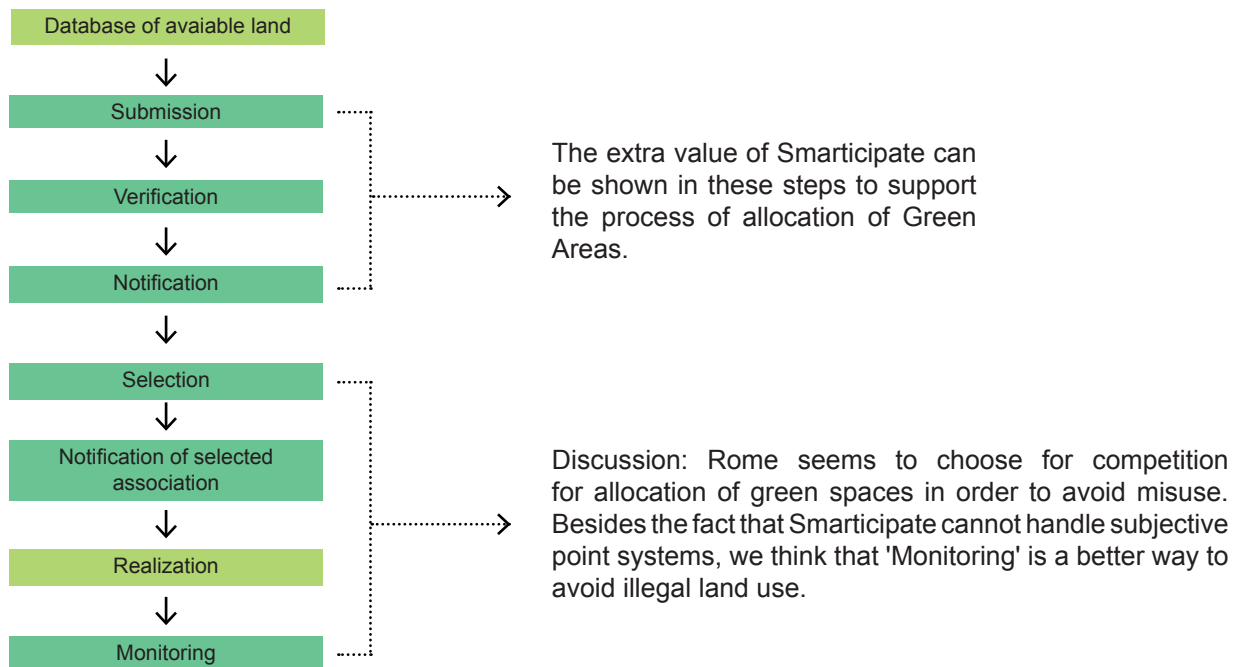 Database of avaiable land
Submission
Verification
Notification
The extra value of Smarticipate can
be shown in these steps to support
the process of allocation of Green
Areas.
Selection
Notification of selected
association
Realization
Monitoring
Discussion: Rome seems to choose for competition
for allocation of green spaces in order to avoid misuse.
Besides the fact that Smarticipate cannot handle subjective
point systems, we think that 'Monitoring' is a better way to
avoid illegal land use.